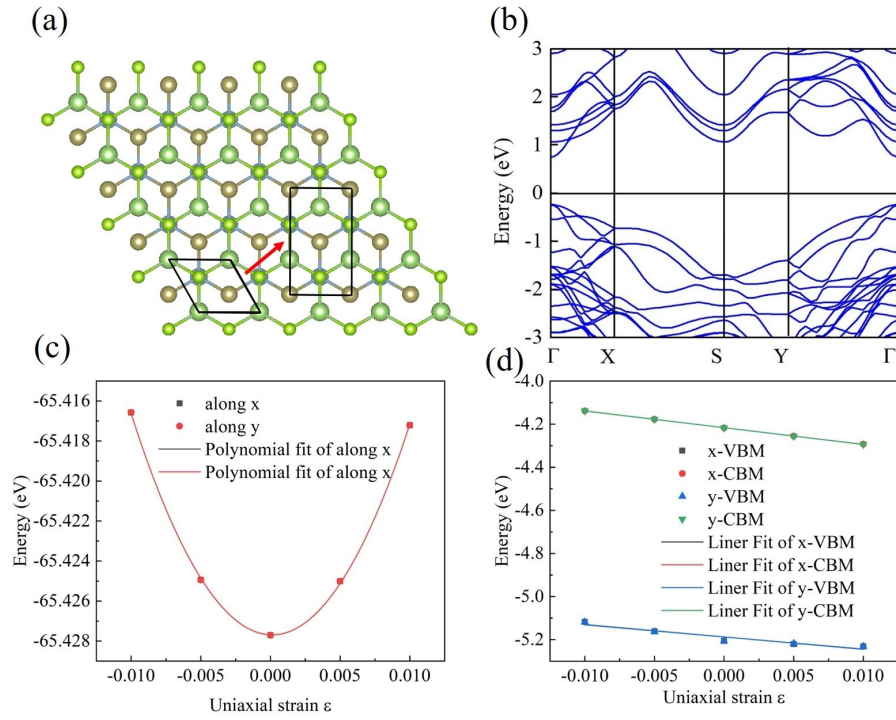 (a)
(b)
3
2
1
0
-1
-2
-3
Energy (eV)
Γ X S Y Γ
(c)
-65.416
-65.418
-65.420
-65.422
-65.424
-65.426
-65.428
Energy (eV)
along x
along y
Polynomial fit of along x
Polynomial fit of along x
-0.010 -0.005 0.000 0.005 0.010
Uniaxial strain ε
(d)
-4.0
-4.2
-4.4
-4.6
-4.8
-5.0
-5.2
Energy (eV)
x-VBM
x-CBM
y-VBM
y-CBM
Liner Fit of x-VBM
Liner Fit of x-CBM
Liner Fit of y-VBM
Liner Fit of y-CBM
-0.010 -0.005 0.000 0.005 0.010
Uniaxial strain ε